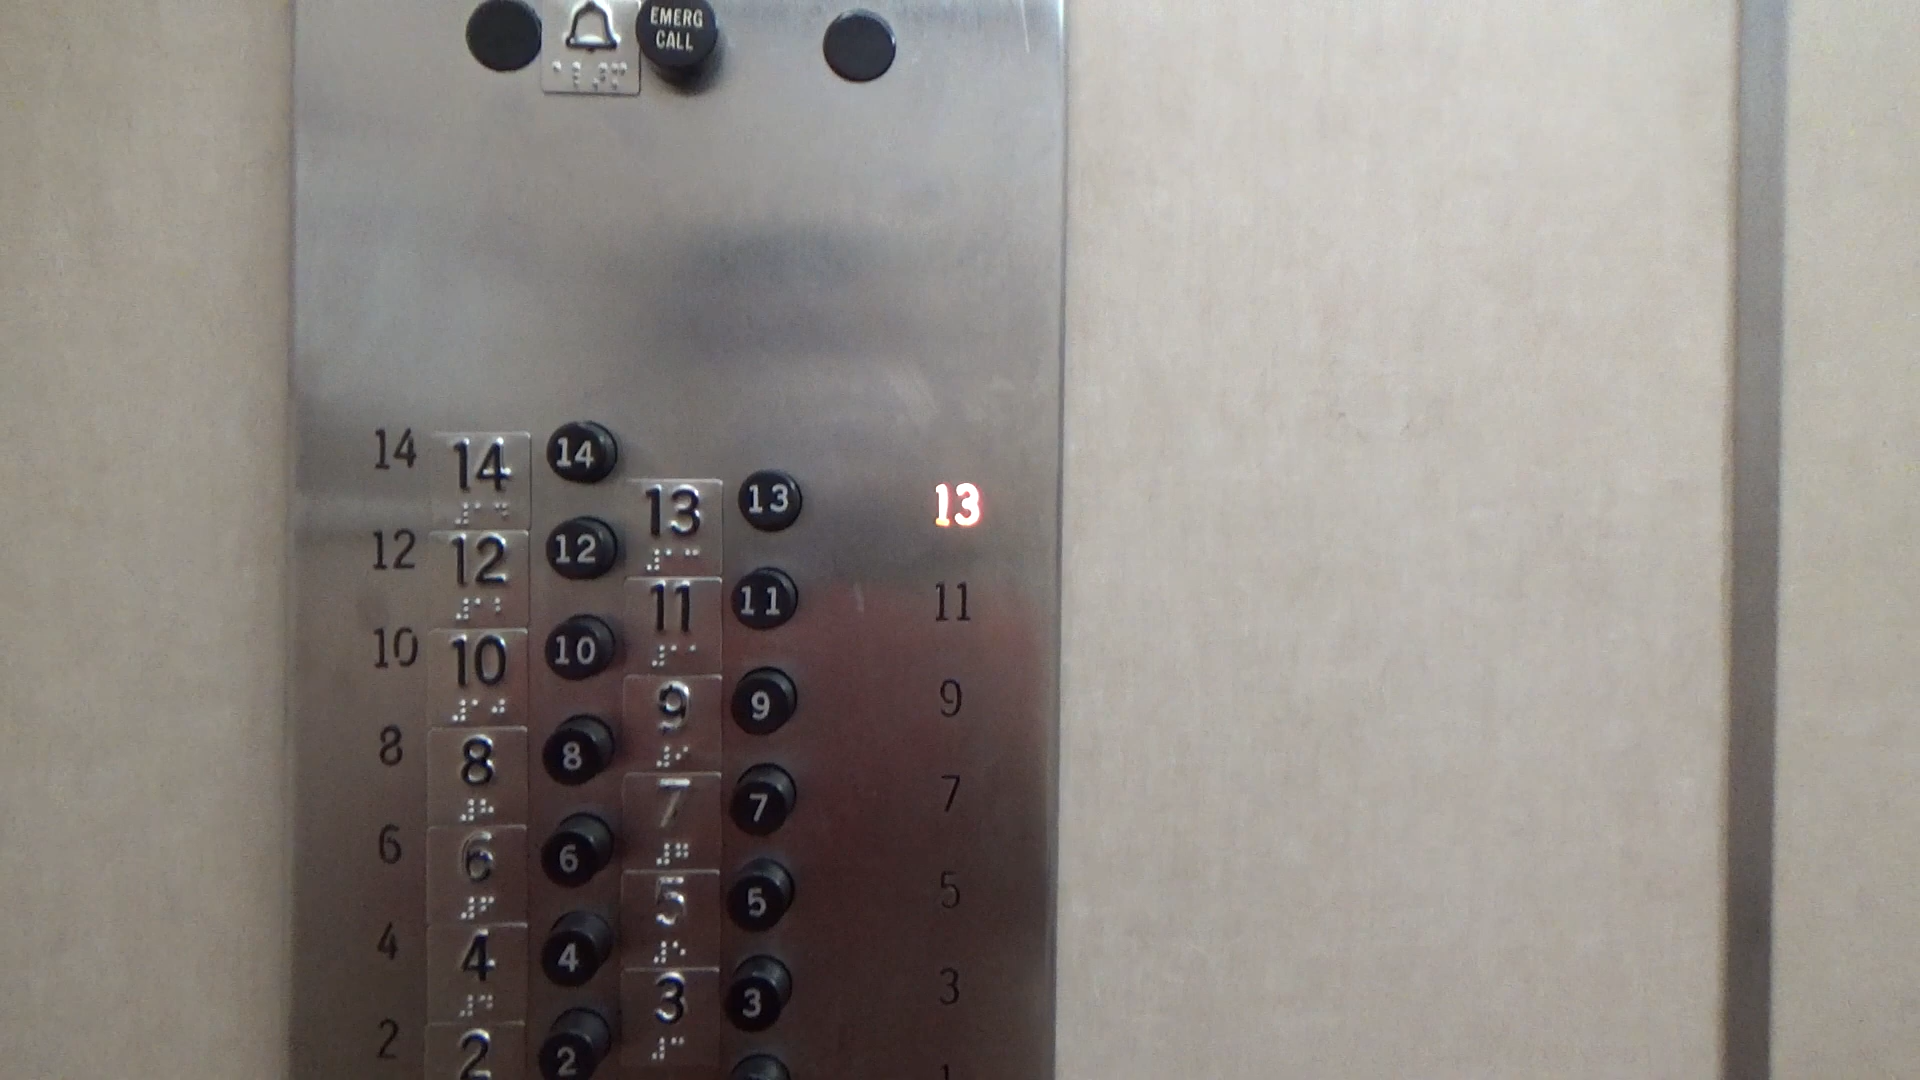 EMERG
CALL
14 14 14
13 13 13
12 12 12
11 11 11
10 10 10
9 9 9
8 8 8
7 7 7
6 6 6
5 5 5
4 4 4
3 3 3
2 2 2
1